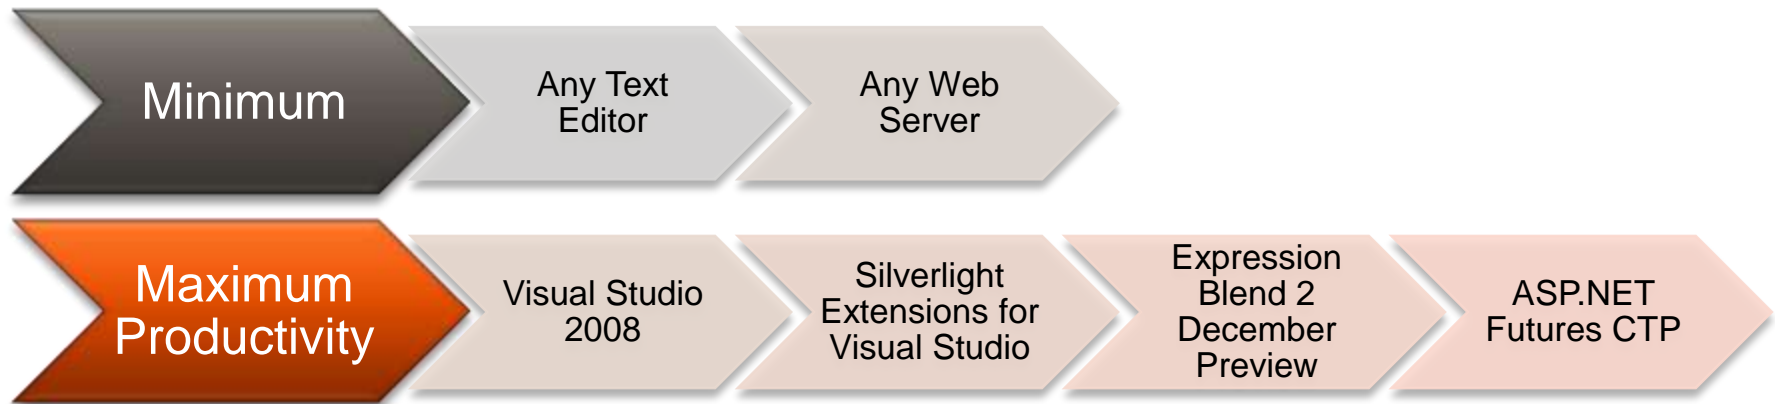 Minimum
Any Text
Editor
Any Web
Server
Maximum
Productivity
Visual Studio
2008
Silverlight
Extensions for
Visual Studio
Expression
Blend 2
December
Preview
ASP.NET
Futures CTP